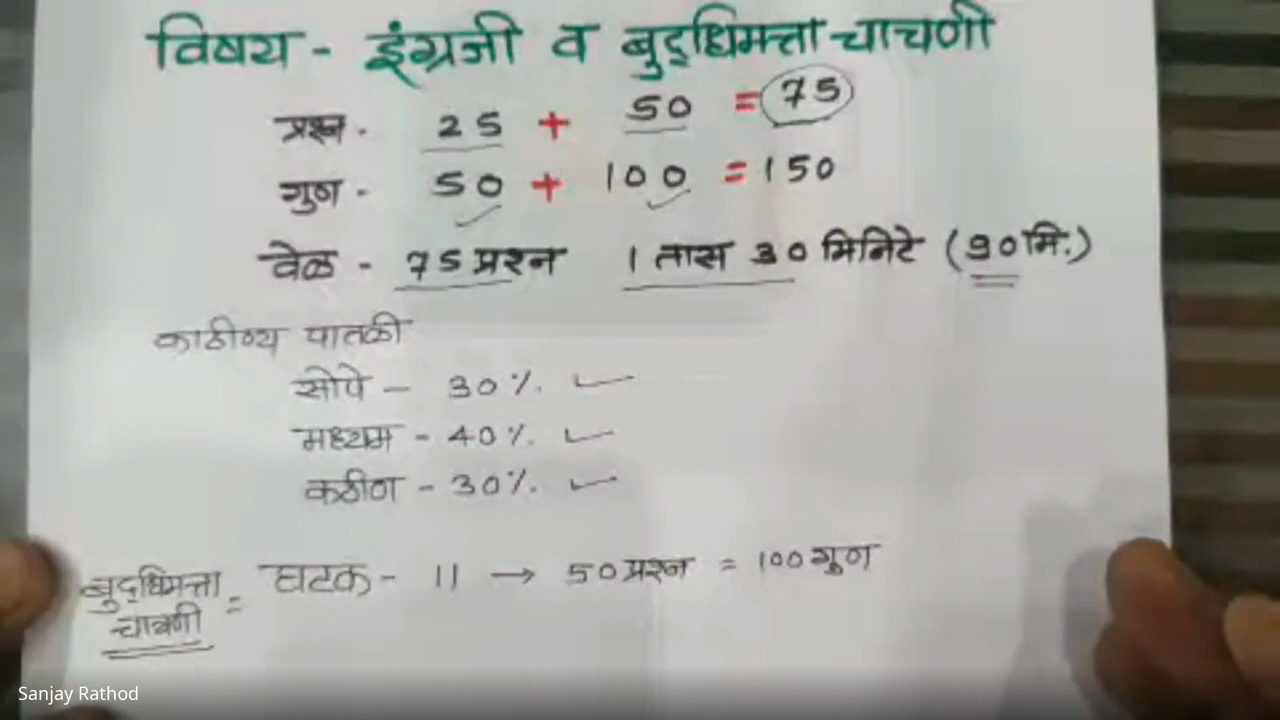 विषय - इंग्रजी व बुद्धिमत्ता चाचणी
प्रश्न - 25 + 50 = 75
गुण - 50 + 100 = 150
वेळ - 75 प्रश्न 1 तास 30 मिनिटे (90 मि.)
काठीण्य पातळी
सोपे - 30%.
मध्यम - 40%.
कठीण - 30%.
बुद्धिमत्ता चाचणी = घटक - 11 → 50 प्रश्न = 100 गुण
Sanjay Rathod